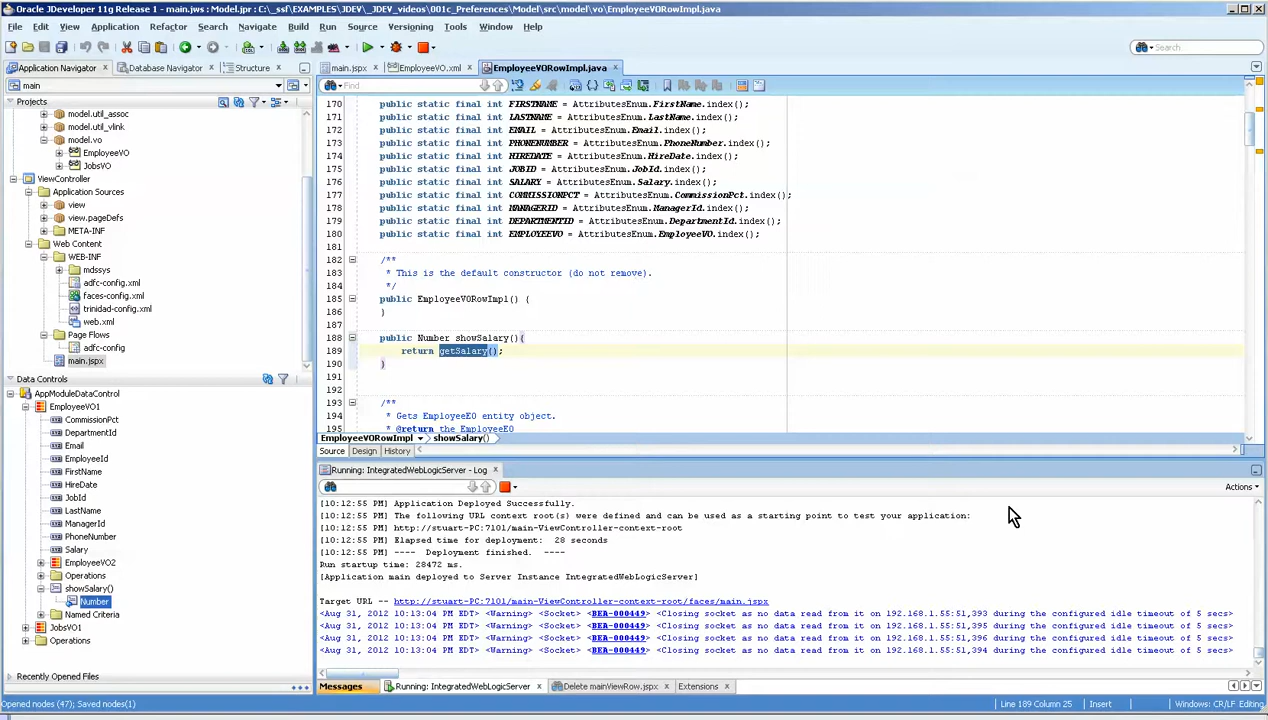 Oracle JDeveloper 11g Release 1 - main.jws : Model.jpr : C:\_ssf\EXAMPLES\JDEV\_JDEV_videos\001c_Preferences\Model\src\model\vo\EmployeeVORowImpl.java
File Edit View Application Refactor Search Navigate Build Run Source Versioning Tools Window Help
Search
Application Navigator Database Navigator Structure
main
Projects
model.util_assoc
model.util_vlink
model.vo
EmployeeVO
JobsVO
ViewController
Application Sources
view
view.pageDefs
META-INF
Web Content
WEB-INF
mdssys
adfc-config.xml
faces-config.xml
trinidad-config.xml
web.xml
Page Flows
adfc-config
main.jspx
Data Controls
AppModuleDataControl
EmployeeVO1
CommissionPct
DepartmentId
Email
EmployeeId
FirstName
HireDate
JobId
LastName
ManagerId
PhoneNumber
Salary
EmployeeVO2
Operations
showSalary()
Number
Named Criteria
JobsVO1
Operations
Recently Opened Files
main.jspx EmployeeVO.xml EmployeeVORowImpl.java
Find
170 public static final int FIRSTNAME = AttributesEnum.FirstName.index();
171 public static final int LASTNAME = AttributesEnum.LastName.index();
172 public static final int EMAIL = AttributesEnum.Email.index();
173 public static final int PHONENUMBER = AttributesEnum.PhoneNumber.index();
174 public static final int HIREDATE = AttributesEnum.HireDate.index();
175 public static final int JOBID = AttributesEnum.JobId.index();
176 public static final int SALARY = AttributesEnum.Salary.index();
177 public static final int COMMISSIONPCT = AttributesEnum.CommissionPct.index();
178 public static final int MANAGERID = AttributesEnum.ManagerId.index();
179 public static final int DEPARTMENTID = AttributesEnum.DepartmentId.index();
180 public static final int EMPLOYEEVO = AttributesEnum.EmployeeVO.index();
181
182 /**
183 * This is the default constructor (do not remove).
184 */
185 public EmployeeVORowImpl() {
186 }
187
188 public Number showSalary(){
189 return getSalary();
190 }
191
192
193 /**
194 * Gets EmployeeEO entity object.
195 * @return the EmployeeEO
EmployeeVORowImpl showSalary()
Source Design History
Running: IntegratedWebLogicServer - Log
Actions
[10:12:55 PM] Application Deployed Successfully.
[10:12:55 PM] The following URL context root(s) were defined and can be used as a starting point to test your application:
[10:12:55 PM] http://stuart-PC:7101/main-ViewController-context-root
[10:12:55 PM] Elapsed time for deployment: 28 seconds
[10:12:55 PM] ---- Deployment finished. ----
Run startup time: 28472 ms.
[Application main deployed to Server Instance IntegratedWebLogicServer]
Target URL -- http://stuart-PC:7101/main-ViewController-context-root/faces/main.jspx
<Aug 31, 2012 10:13:04 PM EDT> <Warning> <Socket> <BEA-000449> <Closing socket as no data read from it on 192.168.1.55:51,393 during the configured idle timeout of 5 secs>
<Aug 31, 2012 10:13:04 PM EDT> <Warning> <Socket> <BEA-000449> <Closing socket as no data read from it on 192.168.1.55:51,395 during the configured idle timeout of 5 secs>
<Aug 31, 2012 10:13:04 PM EDT> <Warning> <Socket> <BEA-000449> <Closing socket as no data read from it on 192.168.1.55:51,396 during the configured idle timeout of 5 secs>
<Aug 31, 2012 10:13:04 PM EDT> <Warning> <Socket> <BEA-000449> <Closing socket as no data read from it on 192.168.1.55:51,394 during the configured idle timeout of 5 secs>
Messages Running: IntegratedWebLogicServer Delete mainViewRow.jspx Extensions
Opened nodes (47); Saved nodes(1) Line 189 Column 25 Insert Windows: CR/LF Editing